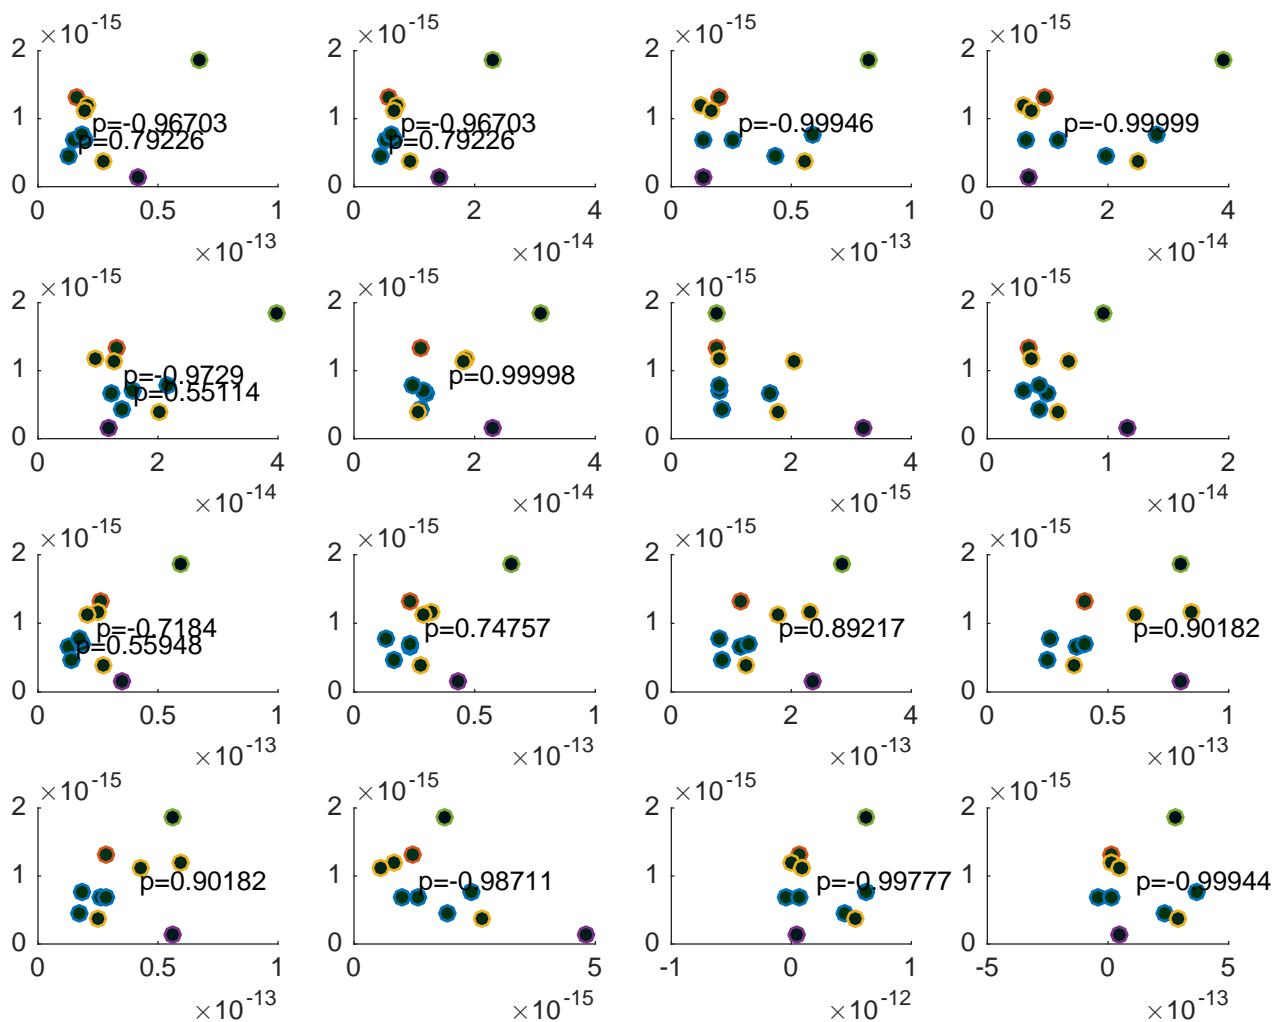 ×10-15 ×10-15 ×10-15 ×10-15
2 2 2 2
p=-0.96703 p=-0.96703 p=-0.99946 p=-0.99999
1 1 1 1
p=0.79226 p=0.79226
0 0 0 0
0 0.5 1 0 2 4 0 0.5 1 0 2 4
×10-13 ×10-14 ×10-13 ×10-14
×10-15 ×10-15 ×10-15 ×10-15
2 2 2 2
1 1 1 1
p=-0.9729 p=0.99998
p=0.55114
0 0 0 0
0 2 4 0 2 4 0 2 4 0 1 2
×10-14 ×10-14 ×10-15 ×10-14
×10-15 ×10-15 ×10-15 ×10-15
2 2 2 2
1 1 1 1
p=-0.7184 p=0.74757 p=0.89217 p=0.90182
p=0.55948
0 0 0 0
0 0.5 1 0 0.5 1 0 2 4 0 0.5 1
×10-13 ×10-13 ×10-13 ×10-13
×10-15 ×10-15 ×10-15 ×10-15
2 2 2 2
1 1 1 1
p=0.90182 p=-0.98711 p=-0.99777 p=-0.99944
0 0 0 0
0 0.5 1 0 5 -1 0 1 -5 0 5
×10-13 ×10-15 ×10-12 ×10-13